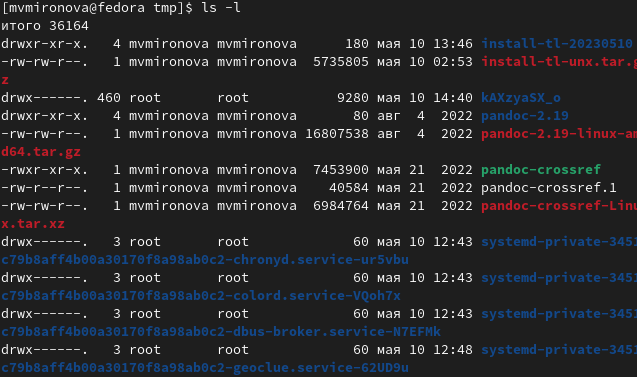 [mvmironova@fedora tmp]$ ls -l
итого 36164
drwxr-xr-x.   4 mvmironova mvmironova      180 мая 10 13:46 install-tl-20230510
-rw-rw-r--.   1 mvmironova mvmironova  5735805 мая 10 02:53 install-tl-unx.tar.g
z
drwx------. 460 root       root           9280 мая 10 14:40 kAXzyaSX_o
drwxr-xr-x.   4 mvmironova mvmironova       80 авг  4  2022 pandoc-2.19
-rw-rw-r--.   1 mvmironova mvmironova 16807538 авг  4  2022 pandoc-2.19-linux-am
d64.tar.gz
-rwxr-xr-x.   1 mvmironova mvmironova  7453900 мая 21  2022 pandoc-crossref
-rw-r--r--.   1 mvmironova mvmironova    40584 мая 21  2022 pandoc-crossref.1
-rw-rw-r--.   1 mvmironova mvmironova  6984764 мая 21  2022 pandoc-crossref-Linu
x.tar.xz
drwx------.   3 root       root             60 мая 10 12:43 systemd-private-3451
c79b8aff4b00a30170f8a98ab0c2-chronyd.service-ur5vbu
drwx------.   3 root       root             60 мая 10 12:43 systemd-private-3451
c79b8aff4b00a30170f8a98ab0c2-colord.service-VQoh7x
drwx------.   3 root       root             60 мая 10 12:43 systemd-private-3451
c79b8aff4b00a30170f8a98ab0c2-dbus-broker.service-N7EFMk
drwx------.   3 root       root             60 мая 10 12:48 systemd-private-3451
c79b8aff4b00a30170f8a98ab0c2-geoclue.service-62UD9u